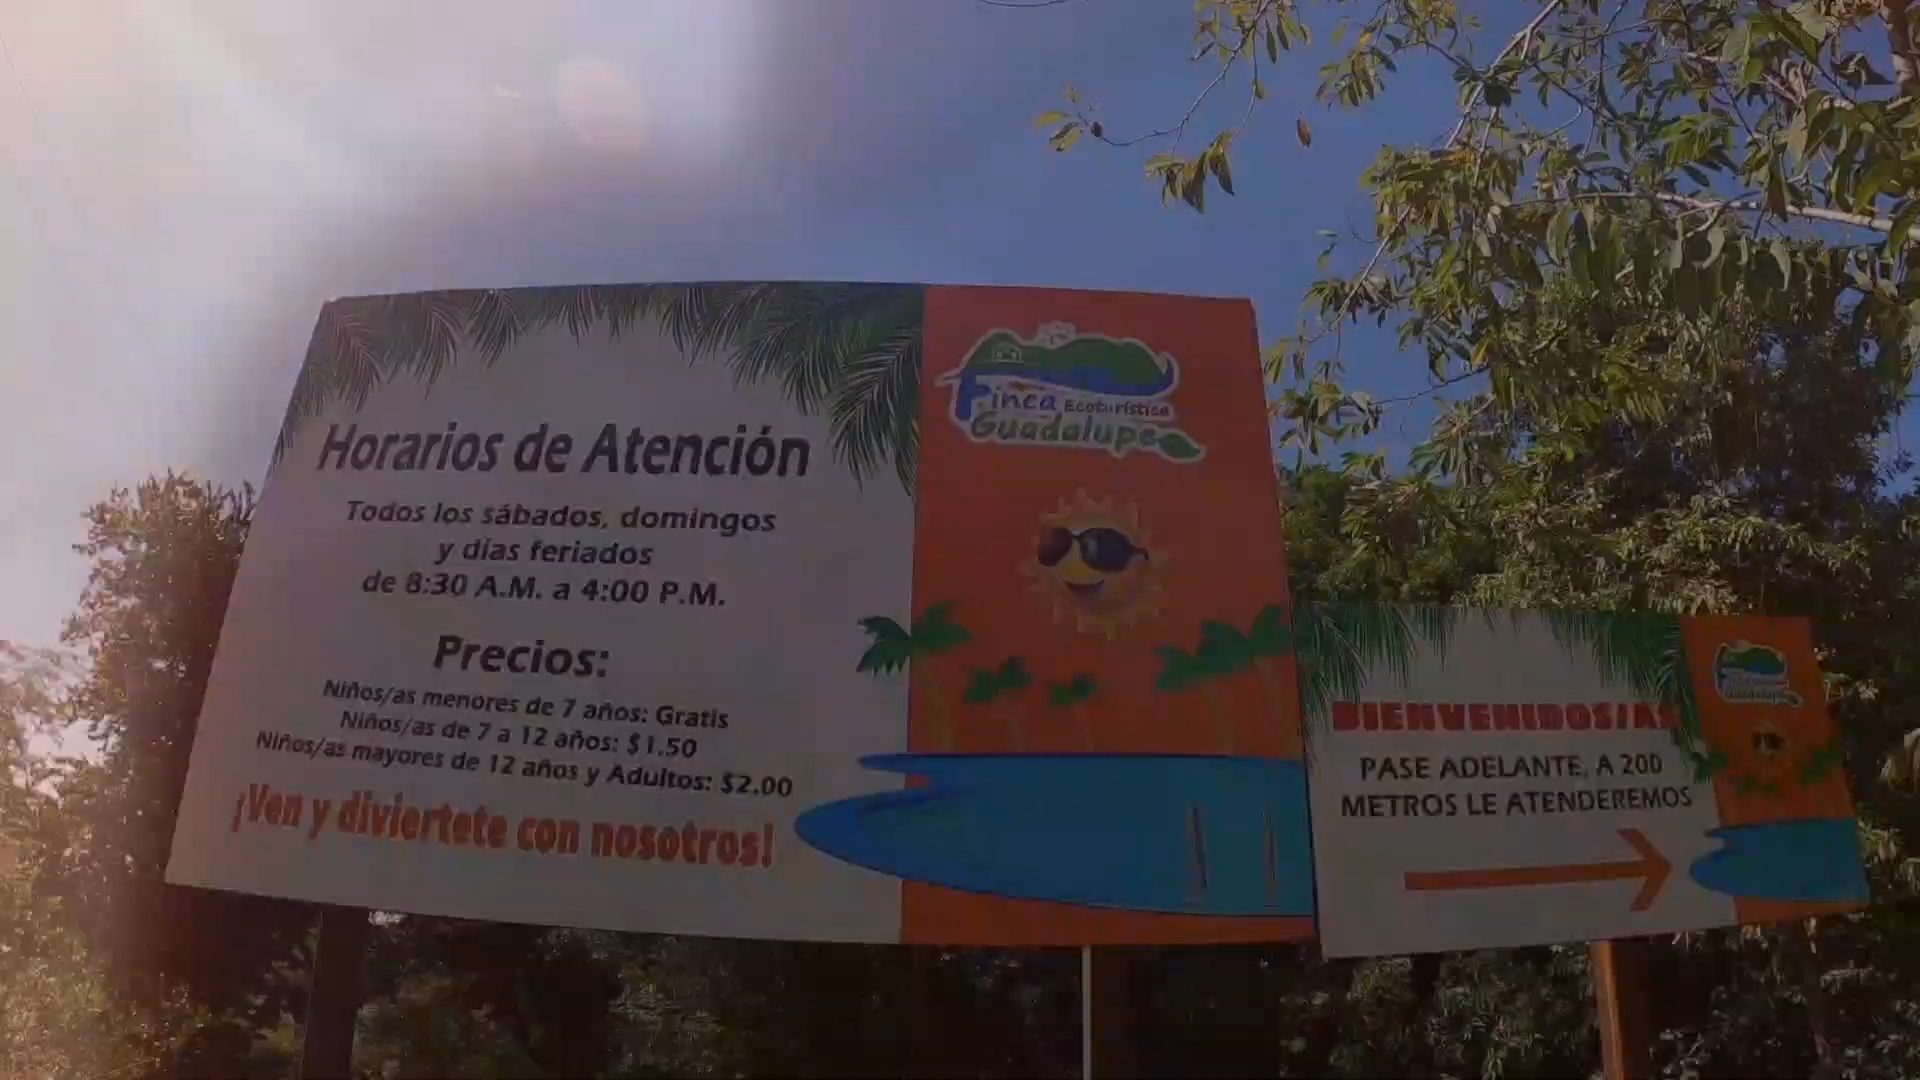 Horarios de Atención
Todos los sábados, domingos
y días feriados
de 8:30 A.M. a 4:00 P.M.
Precios:
Niños/as menores de 7 años: Gratis
Niños/as de 7 a 12 años: $1.50
Niños/as mayores de 12 años y Adultos: $2.00
¡Ven y diviertete con nosotros!
Finca Ecoturística
Guadalupe
BIENVENIDOS/AS
PASE ADELANTE, A 200
METROS LE ATENDEREMOS
Guadalupe